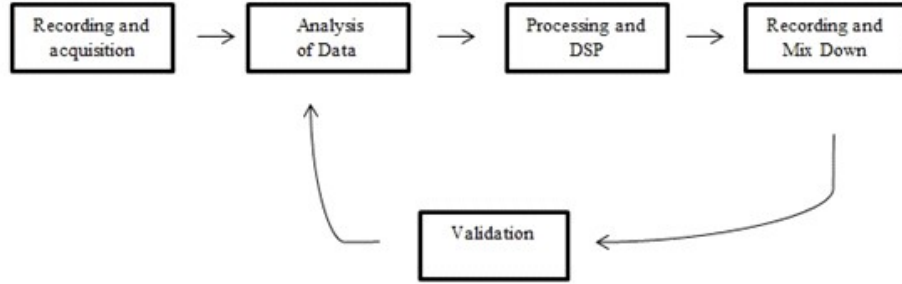 Recording and
acquisition
Analysis
of Data
Processing and
DSP
Recording and
Mix Down
Validation